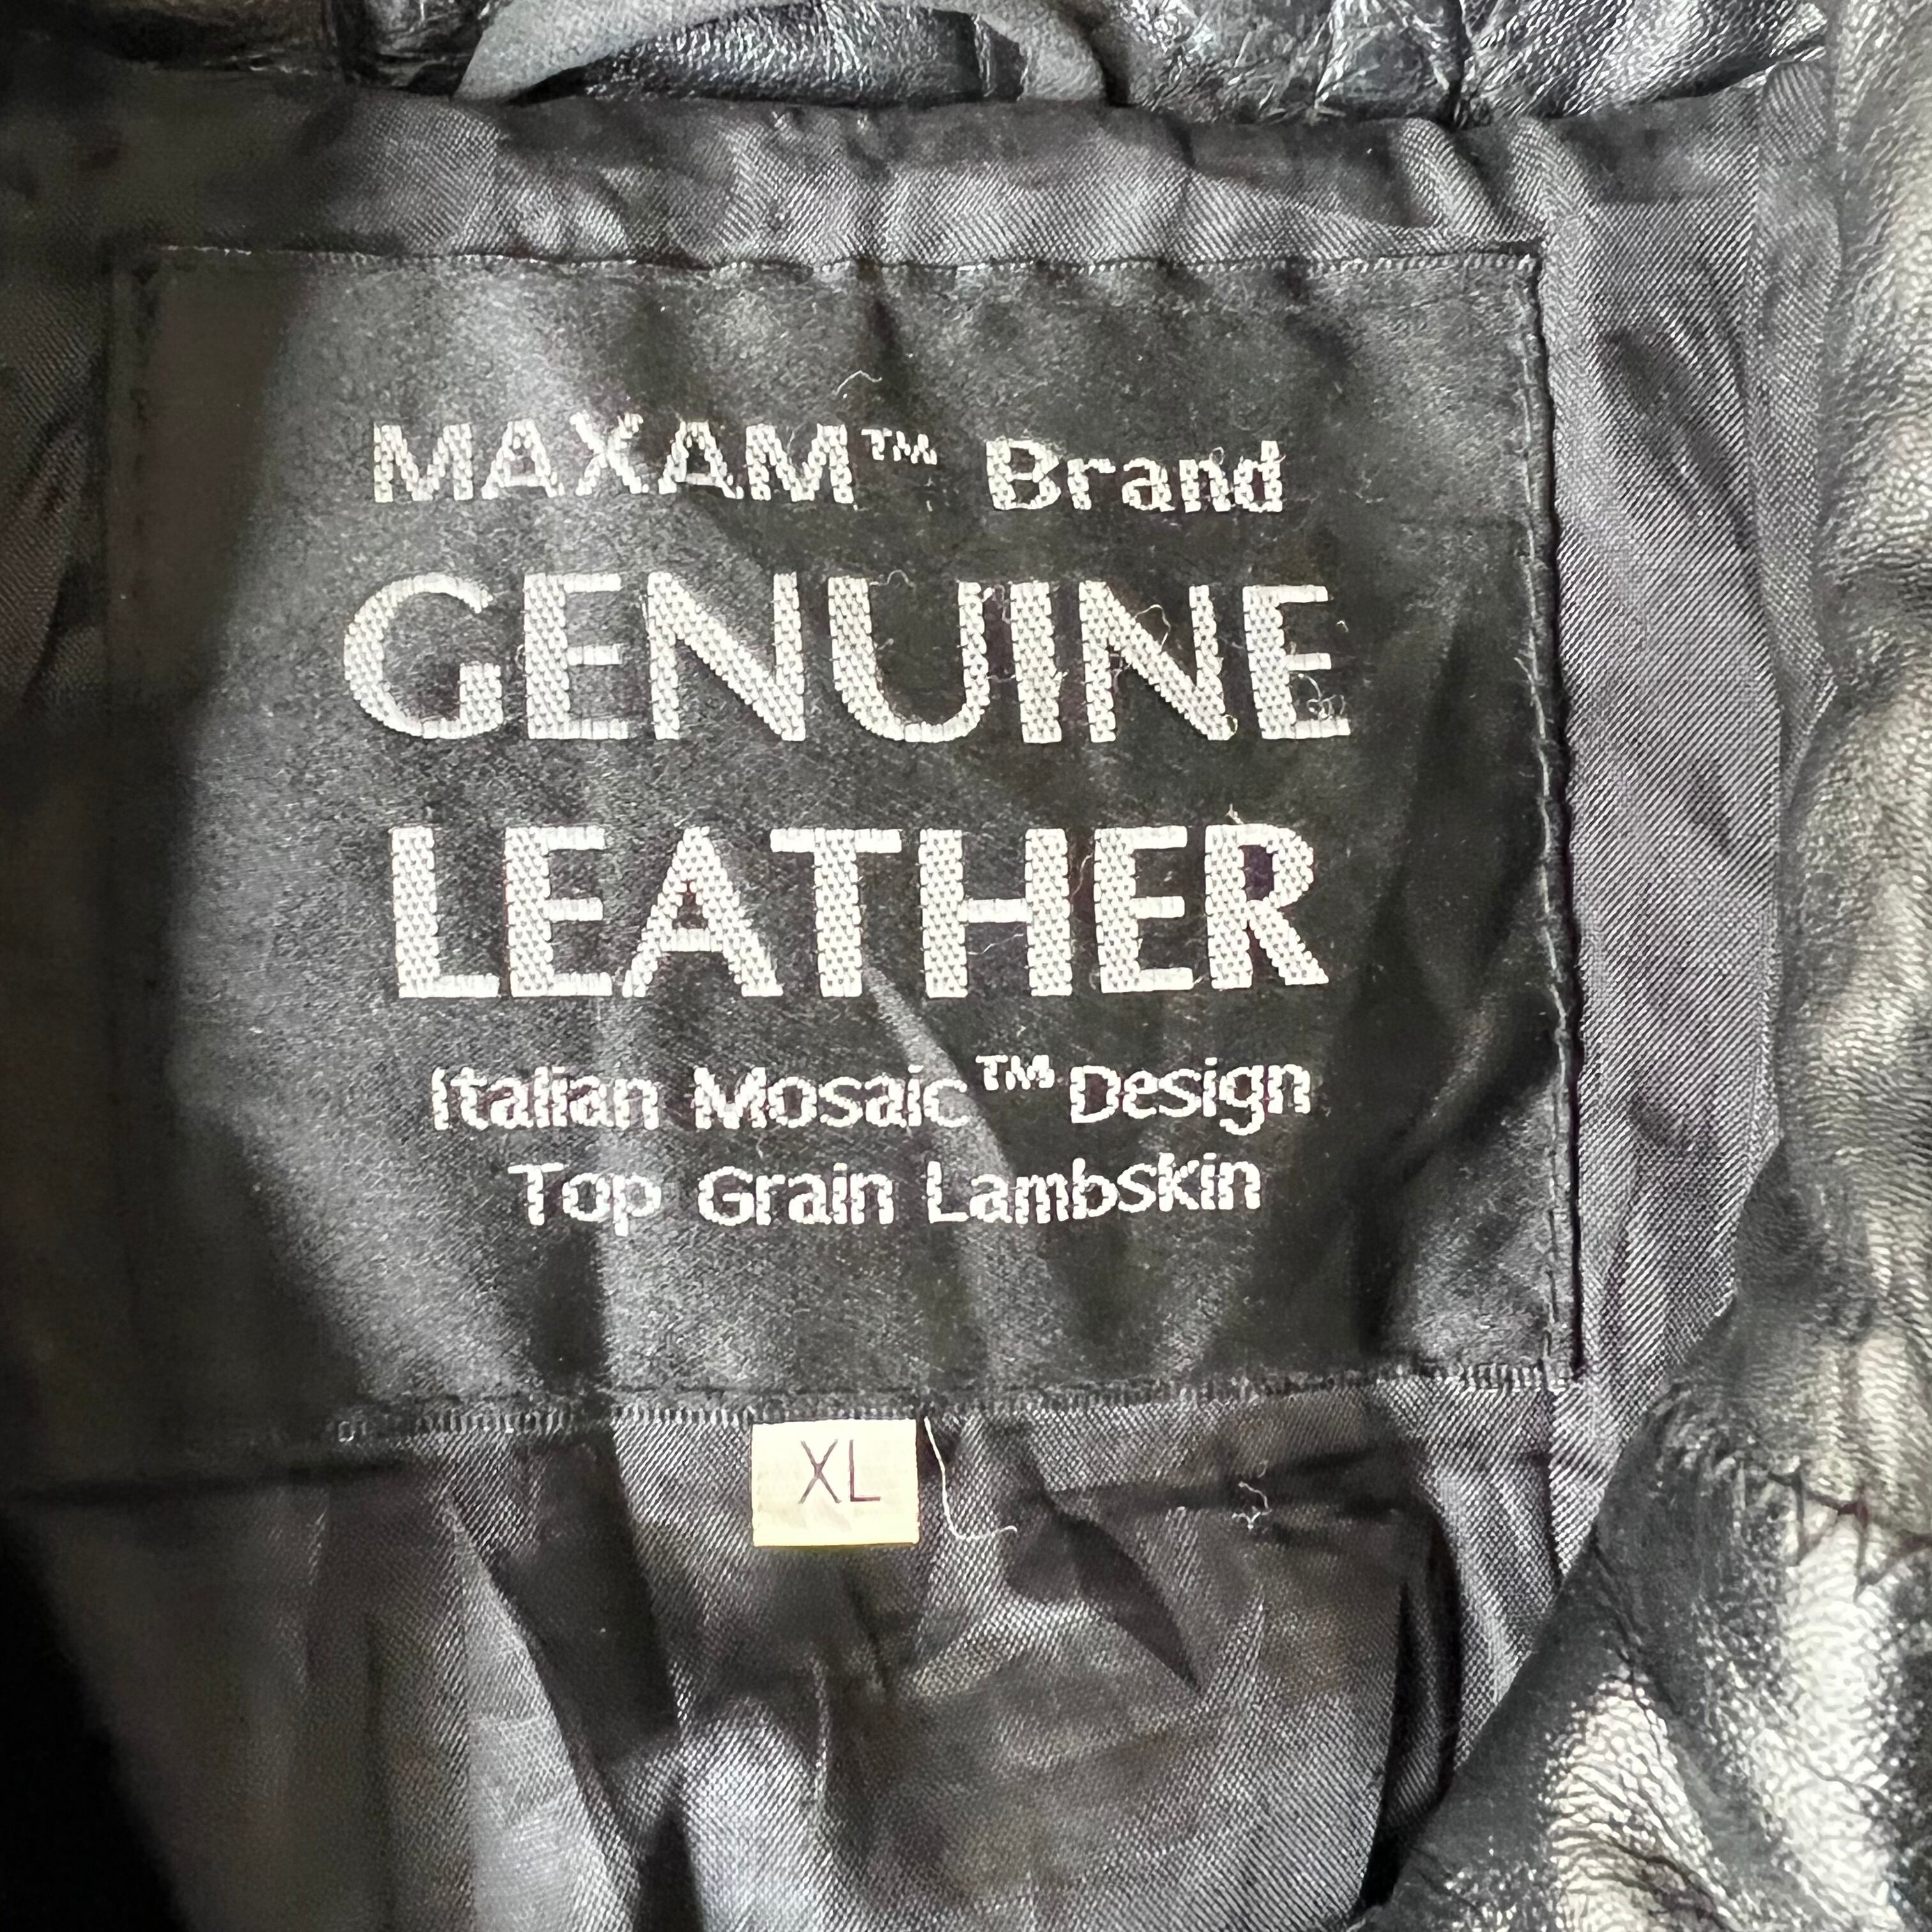 MAXAM™ Brand
GENUINE
LEATHER
Italian Mosaic™ Design
Top Grain Lambskin
XL